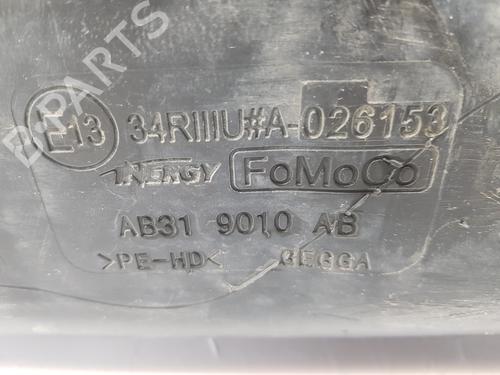 B-PARTS
E13 34RIIIU#A-026153
INERGY FoMoCo
AB31 9010 AB
>PE-HD< GEGGA